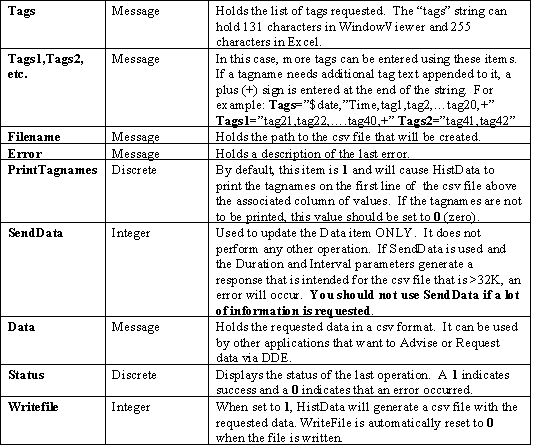 Tags Message Holds the list of tags requested. The “tags” string can
hold 131 characters in WindowViewer and 255
characters in Excel.
Tags1,Tags2, Message In this case, more tags can be entered using these items.
etc. If a tagname needs additional tag text appended to it, a
plus (+) sign is entered at the end of the string. For
example: Tags=”$date,”Time,tag1,tag2,…tag20,+”
Tags1=”tag21,tag22,….tag40,+” Tags2=”tag41,tag42”
Filename Message Holds the path to the csv file that will be created.
Error Message Holds a description of the last error.
PrintTagnames Discrete By default, this item is 1 and will cause HistData to
print the tagnames on the first line of the csv file above
the associated column of values. If the tagnames are not
to be printed, this value should be set to 0 (zero).
SendData Integer Used to update the Data item ONLY. It does not
perform any other operation. If SendData is used and
the Duration and Interval parameters generate a
response that is intended for the csv file that is >32K, an
error will occur. You should not use SendData if a lot
of information is requested.
Data Message Holds the requested data in a csv format. It can be used
by other applications that want to Advise or Request
data via DDE.
Status Discrete Displays the status of the last operation. A 1 indicates
success and a 0 indicates that an error occurred.
Writefile Integer When set to 1, HistData will generate a csv file with the
requested data. WriteFile is automatically reset to 0
when the file is written.